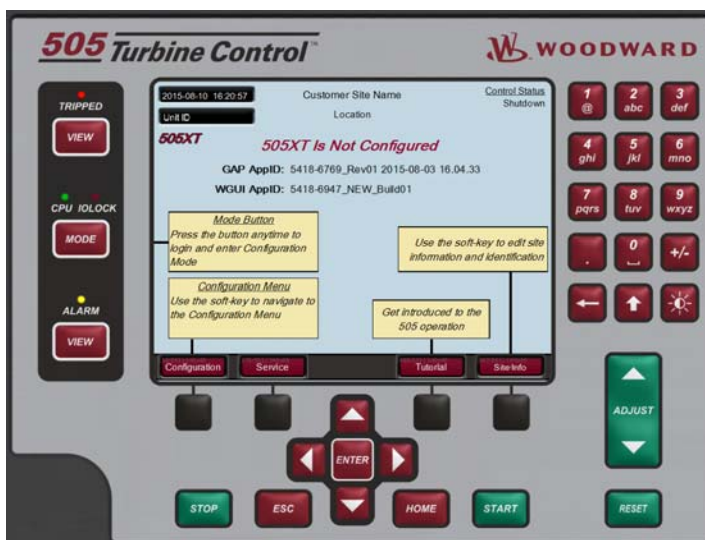 505 Turbine Control™
WOODWARD
TRIPPED
VIEW
CPU IOLOCK
MODE
ALARM
VIEW
2015-08-10 16:20:57
Customer Site Name
Control Status
Unit ID
Location
Shutdown
505XT
505XT Is Not Configured
GAP AppID: 5418-6769_Rev01 2015-08-03 16.04.33
WGUI AppID: 5418-6947_NEW_Build01
Mode Button
Press the button anytime to
login and enter Configuration
Mode
Use the soft-key to edit site
information and identification
Configuration Menu
Use the soft-key to navigate to
the Configuration Menu
Get introduced to the
505 operation
Configuration
Service
Tutorial
Site Info
1 2 3
@ abc def
4 5 6
ghi jkl mno
7 8 9
pqrs tuv wxyz
. 0 +/-
ADJUST
ENTER
STOP
ESC
HOME
START
RESET